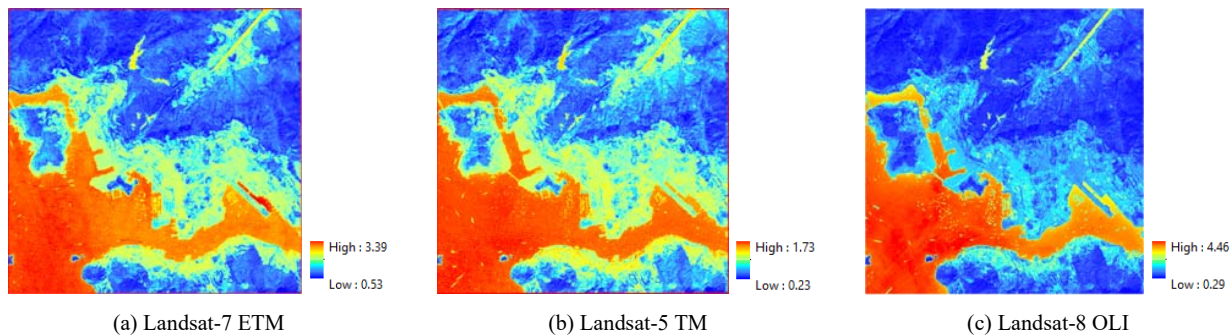 High : 3.39
Low : 0.53
(a) Landsat-7 ETM
High : 1.73
Low : 0.23
(b) Landsat-5 TM
High : 4.46
Low : 0.29
(c) Landsat-8 OLI